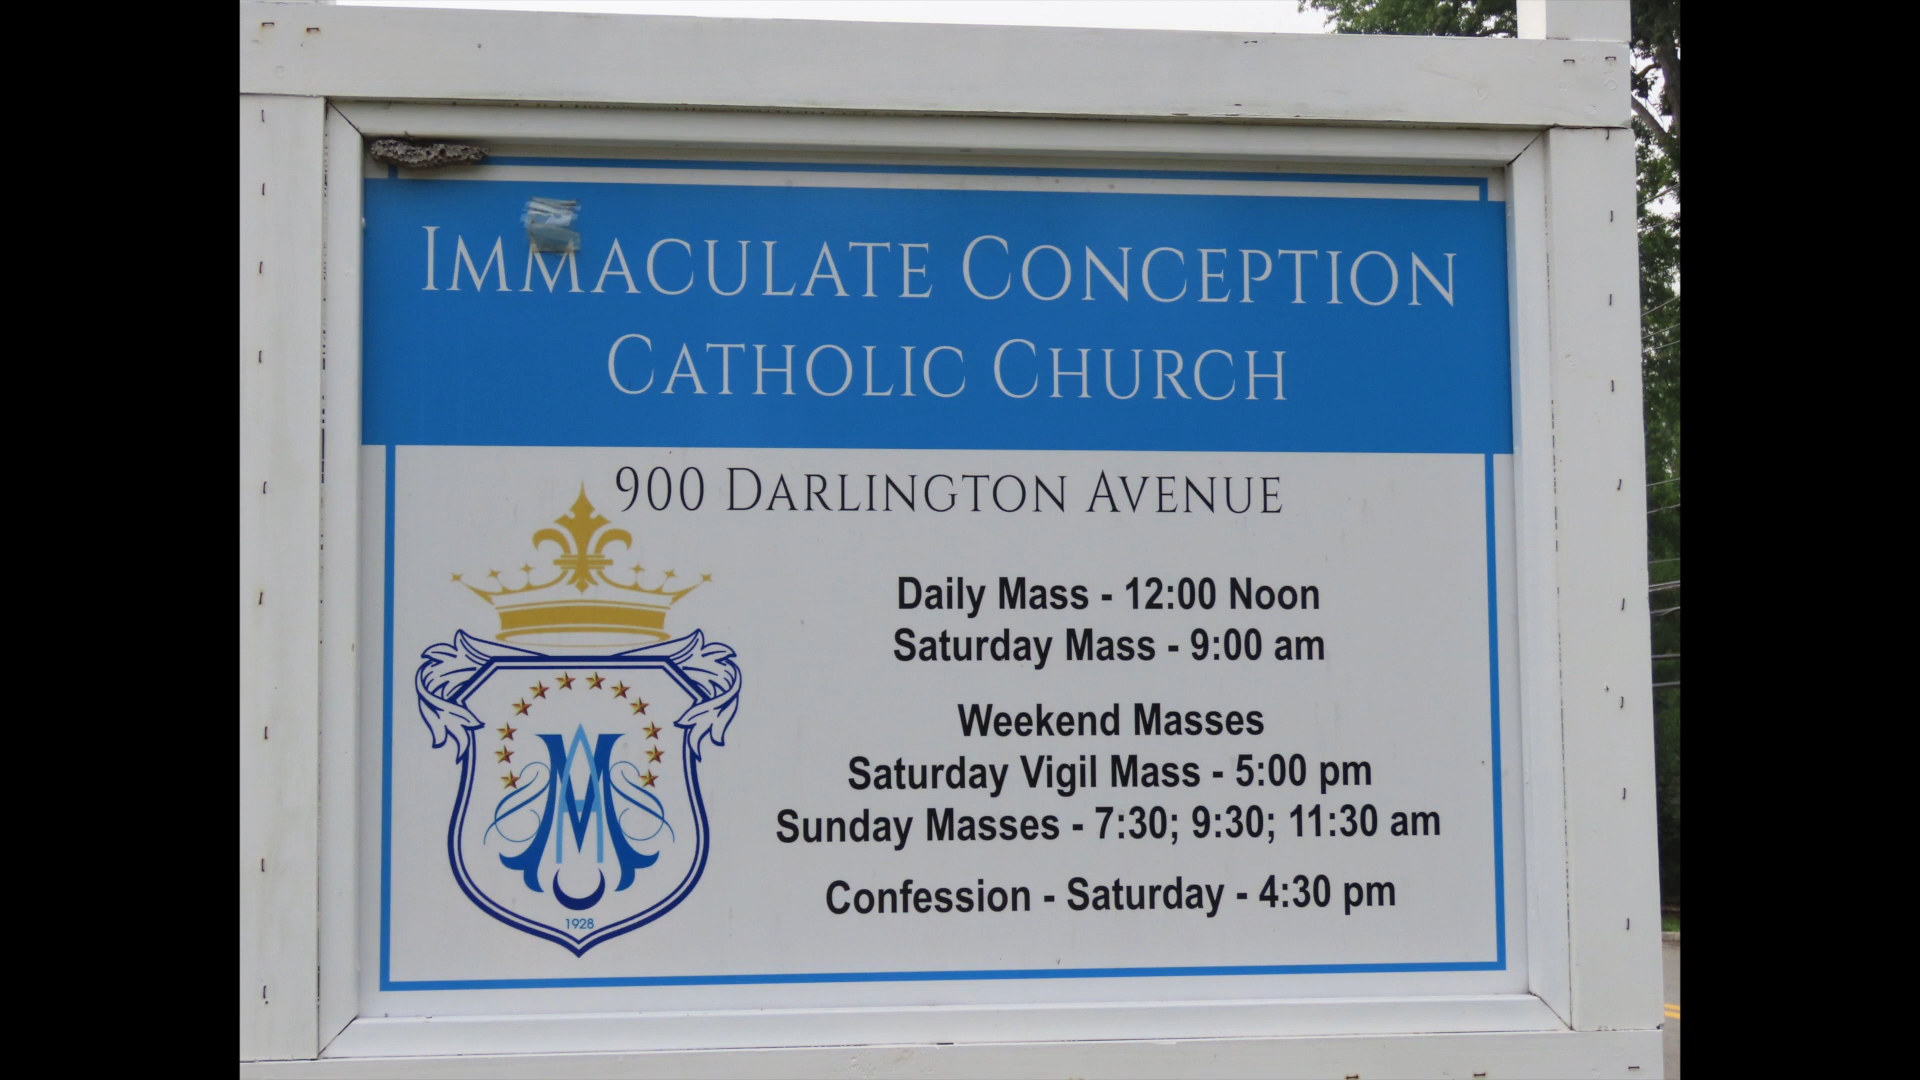 IMMACULATE CONCEPTION
CATHOLIC CHURCH
900 DARLINGTON AVENUE
Daily Mass - 12:00 Noon
Saturday Mass - 9:00 am
Weekend Masses
Saturday Vigil Mass - 5:00 pm
Sunday Masses - 7:30; 9:30; 11:30 am
Confession - Saturday - 4:30 pm
1928